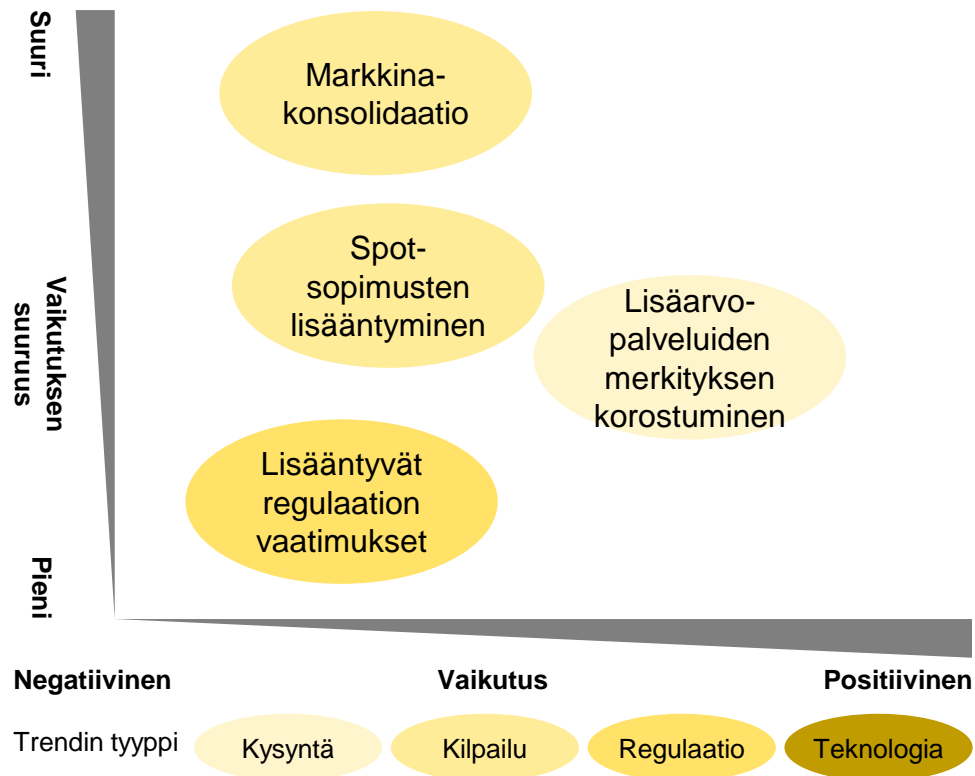 Suuri
Vaikutuksen
suuruus
Pieni
Markkina-
konsolidaatio
Spot-
sopimusten
lisääntyminen
Lisäarvo-
palveluiden
merkityksen
korostuminen
Lisääntyvät
regulaation
vaatimukset
Negatiivinen
Vaikutus
Positiivinen
Trendin tyyppi
Kysyntä
Kilpailu
Regulaatio
Teknologia